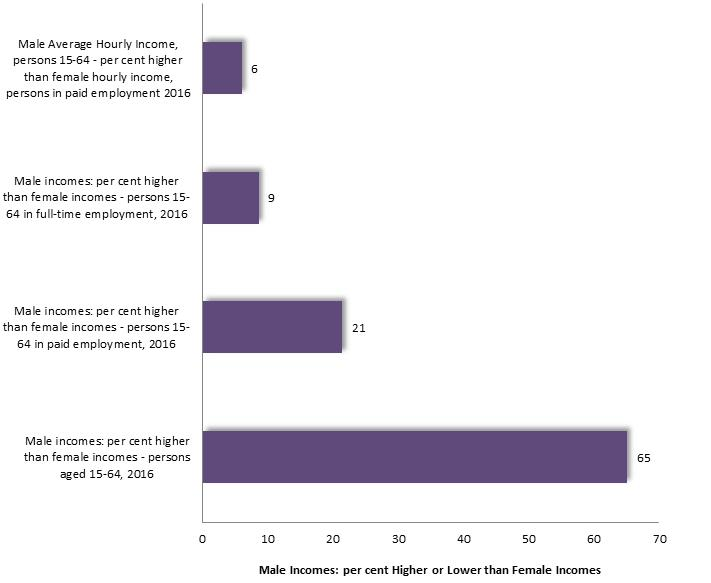 Male Average Hourly Income,
persons 15-64 - per cent higher
than female hourly income,
persons in paid employment 2016
6
Male incomes: per cent higher
than female incomes - persons 15-
64 in full-time employment, 2016
9
Male incomes: per cent higher
than female incomes - persons 15-
64 in paid employment, 2016
21
Male incomes: per cent higher
than female incomes - persons
aged 15-64, 2016
65
0 10 20 30 40 50 60 70
Male Incomes: per cent Higher or Lower than Female Incomes